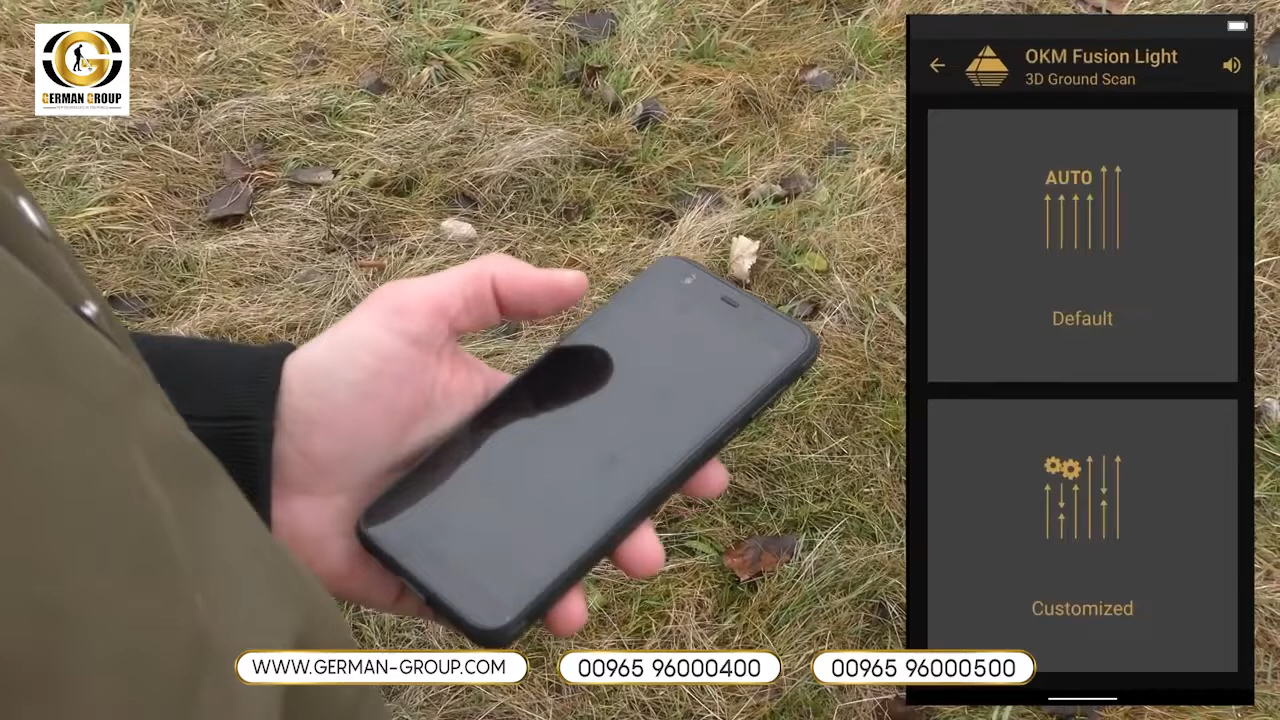 GERMAN GROUP
OKM Fusion Light
3D Ground Scan
AUTO
Default
Customized
WWW.GERMAN-GROUP.COM
00965 96000400
00965 96000500